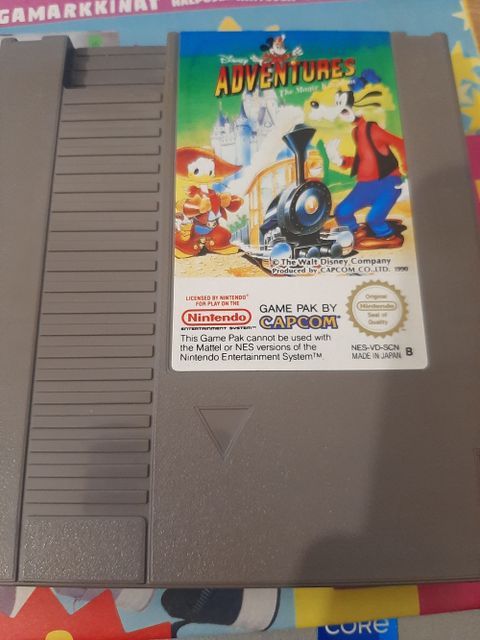 GAMARKKINAT
Disney
ADVENTURES
in The Magic Kingdom
© The Walt Disney Company
Produced by CAPCOM CO.,LTD. 1990
LICENSED BY NINTENDO®
FOR PLAY ON THE
Nintendo
ENTERTAINMENT SYSTEM™
GAME PAK BY
CAPCOM®
Original
Nintendo
Seal of
Quality
This Game Pak cannot be used with
the Mattel or NES versions of the
Nintendo Entertainment System™.
NES-VD-SCN
MADE IN JAPAN
B
CORE